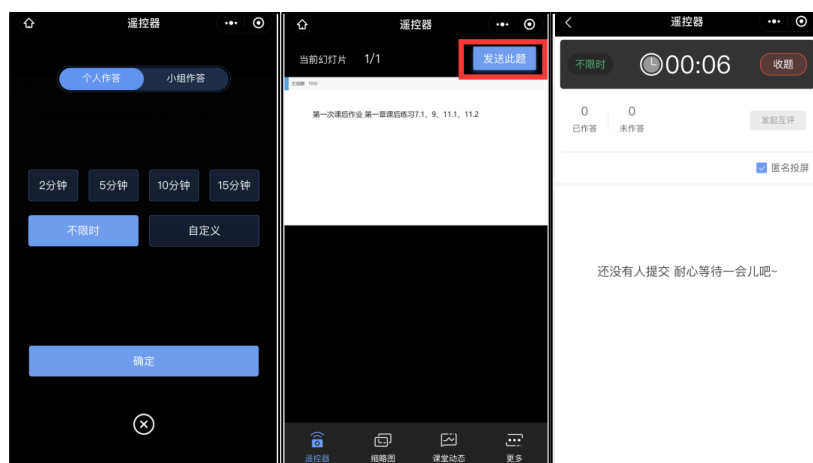 遥控器
个人作答 小组作答
2分钟 5分钟 10分钟 15分钟
不限时 自定义
确定
遥控器
当前幻灯片 1/1 发送此题
主观题 10分
第一次课后作业 第一章课后练习7.1、9、11.1、11.2
遥控器 缩略图 课堂动态 更多
遥控器
不限时 00:06 收题
0 0
已作答 未作答 发起互评
匿名投屏
还没有人提交 耐心等待一会儿吧~